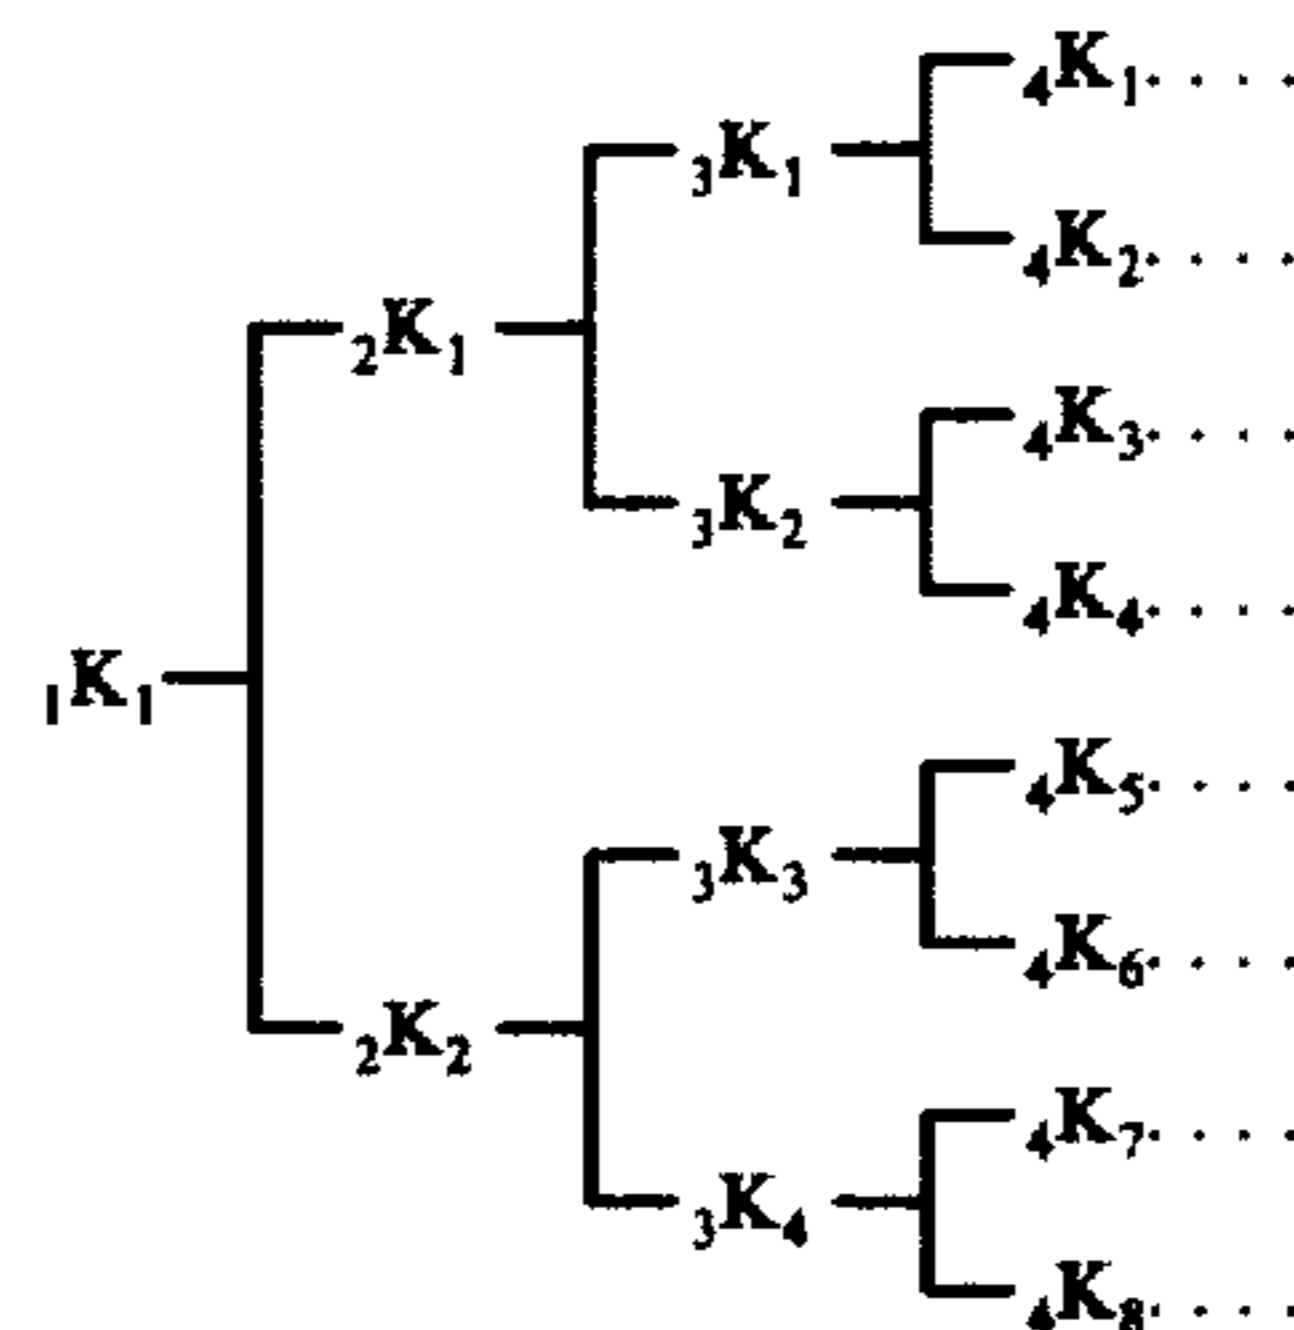 ₄K₁. . . .
₃K₁
₄K₂. . . .
₂K₁
₄K₃. . . .
₃K₂
₄K₄. . . .
₁K₁
₄K₅. . . .
₃K₃
₄K₆. . . .
₂K₂
₄K₇. . . .
₃K₄
₄K₈. . . .